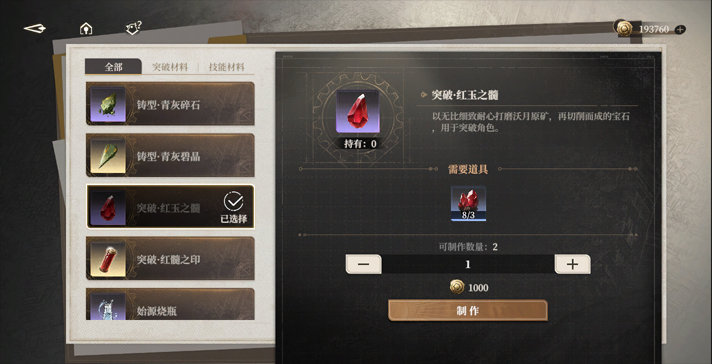 193760
全部
突破材料
技能材料
铸型·青灰碎石
铸型·青灰碧晶
突破·红玉之髓
已选择
突破·红髓之印
始源烧瓶
持有：0
突破·红玉之髓
以无比细致耐心打磨沃月原矿，再切削而成的宝石
，用于突破角色。
需要道具
8/3
可制作数量：2
1
1000
制作